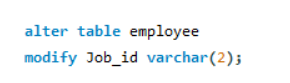 alter table employee
modify Job_id varchar(2);